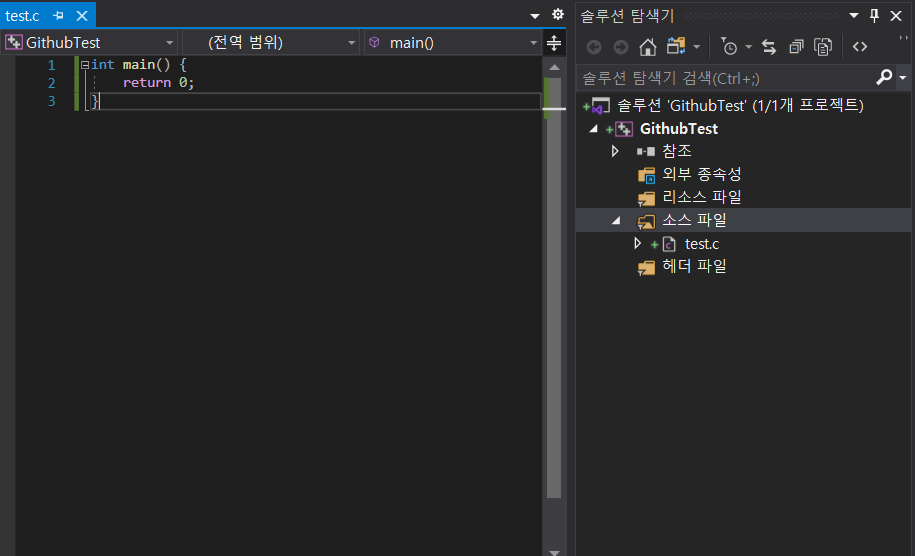 test.c
GithubTest
(전역 범위)
main()
1 int main() {
2 return 0;
3 }
솔루션 탐색기
솔루션 탐색기 검색(Ctrl+;)
솔루션 'GithubTest' (1/1개 프로젝트)
GithubTest
참조
외부 종속성
리소스 파일
소스 파일
test.c
헤더 파일